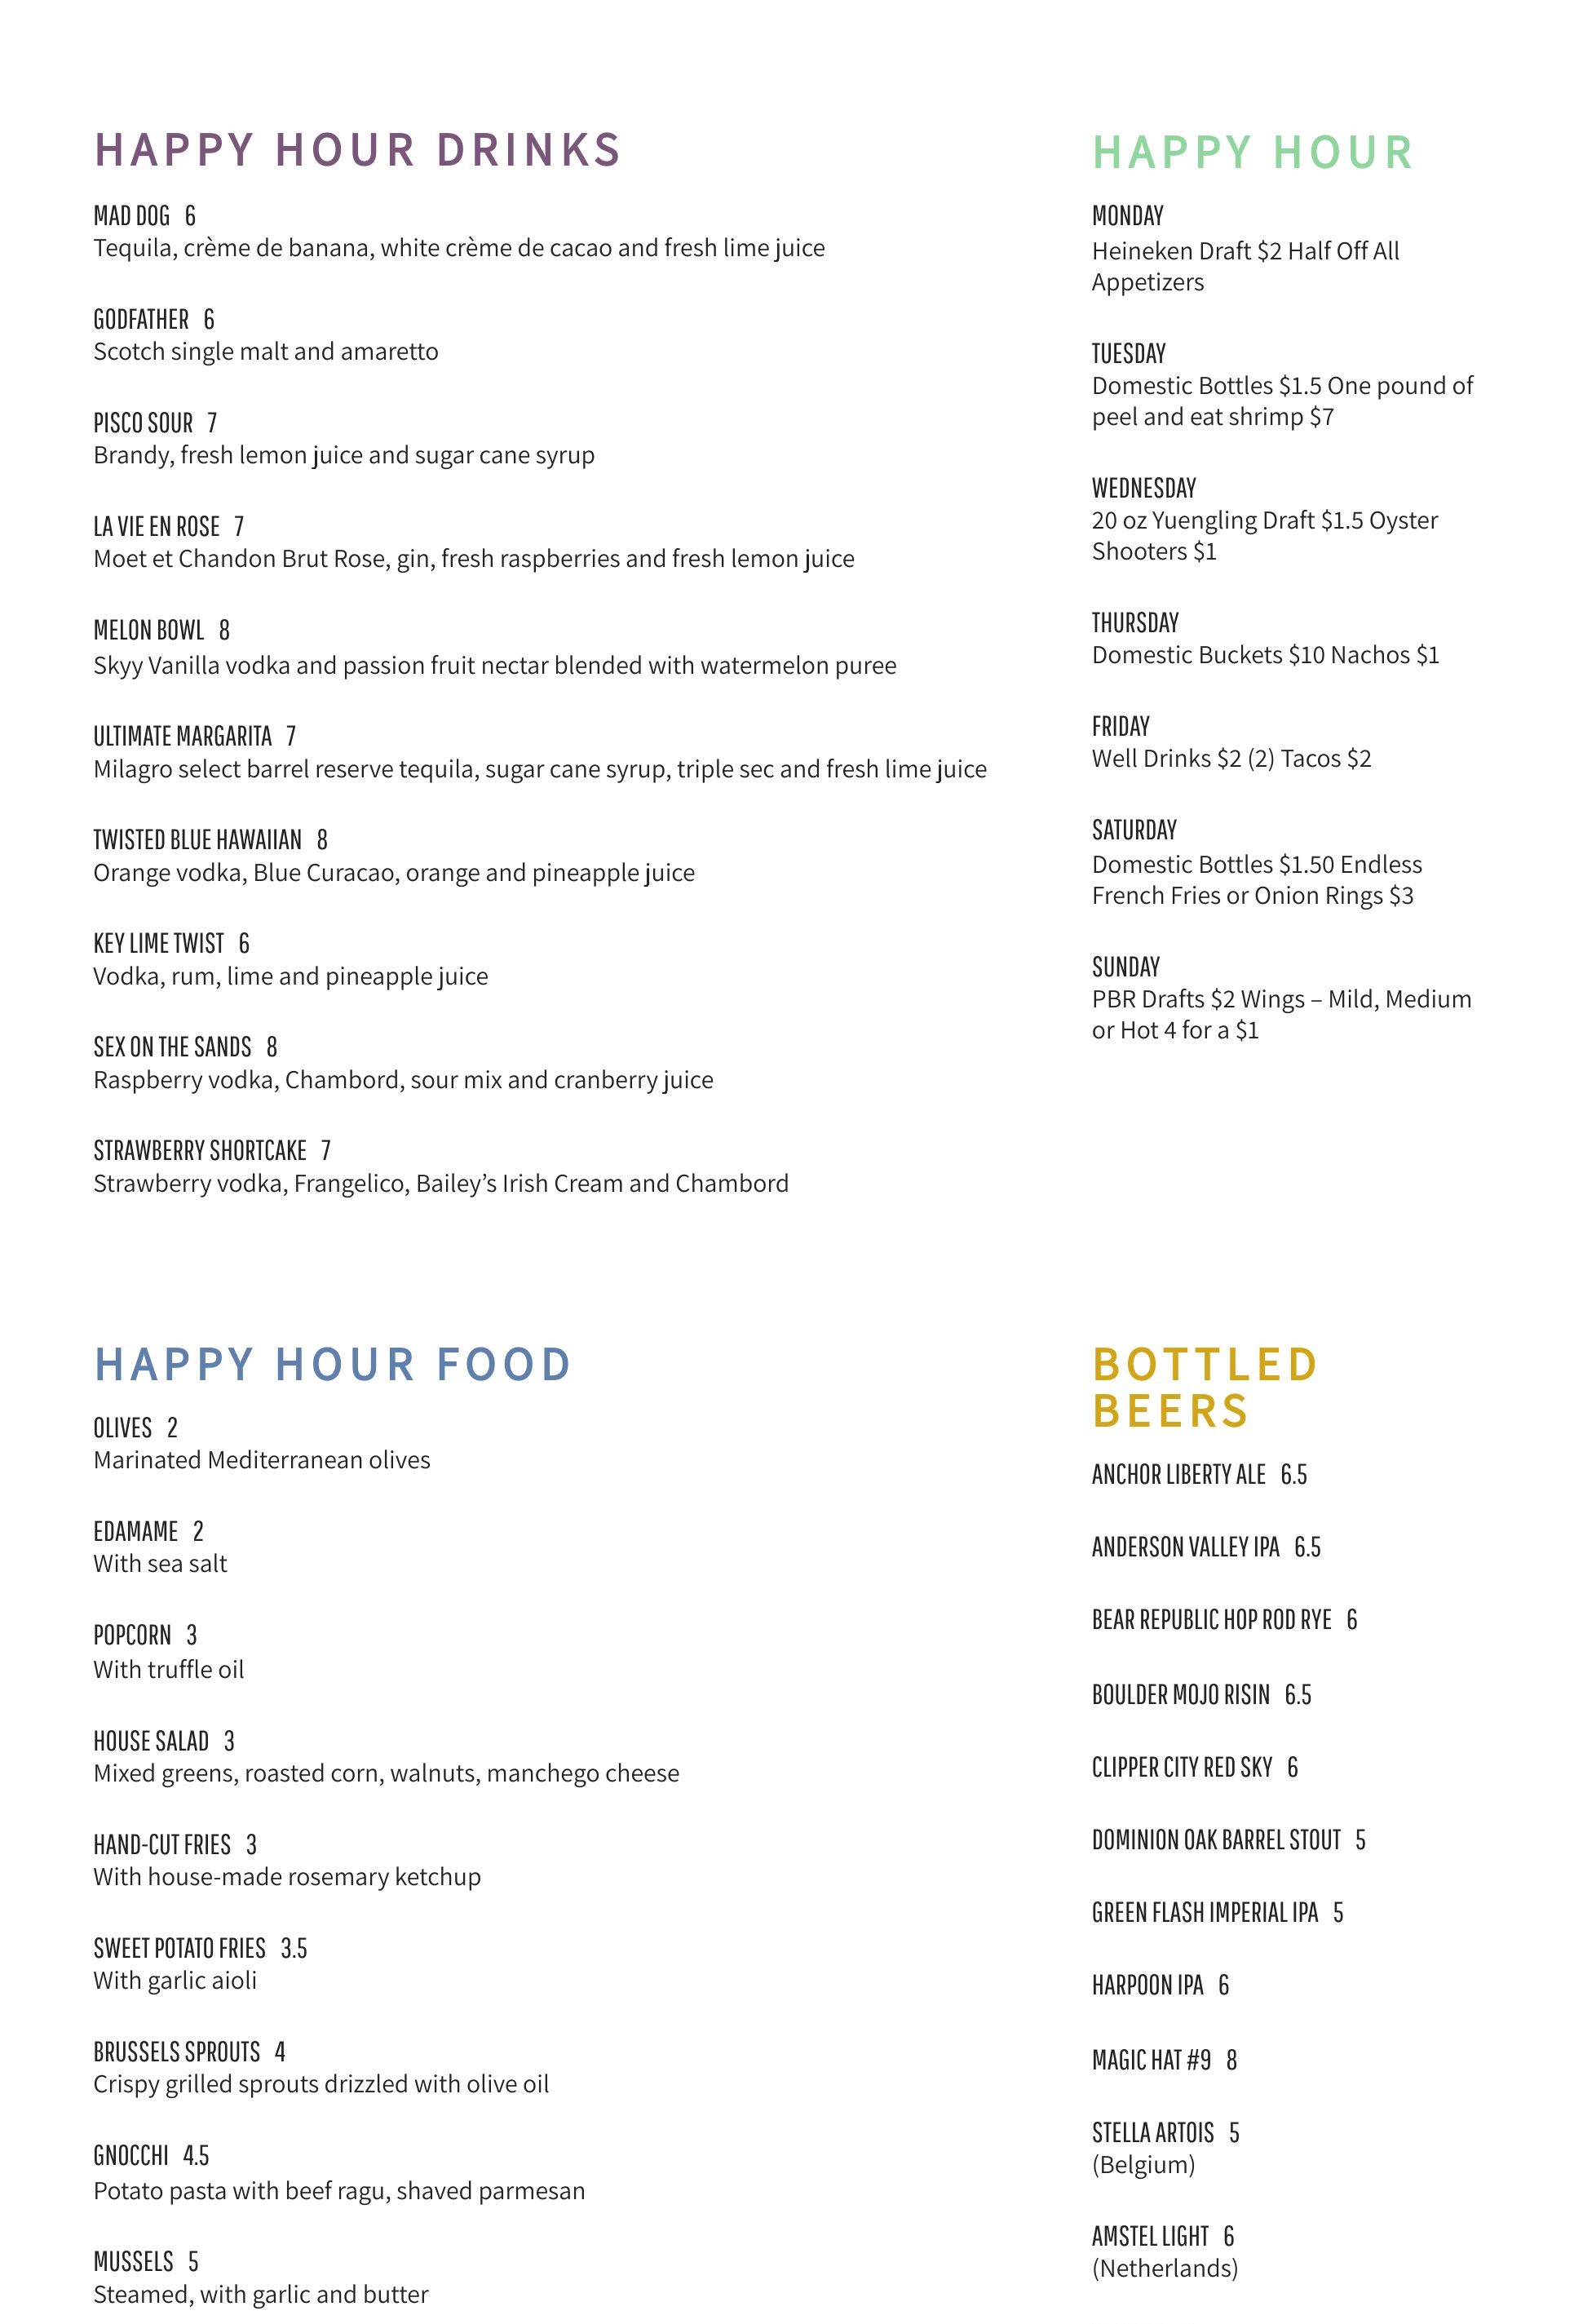 HAPPY HOUR DRINKS
MAD DOG 6
Tequila, crème de banana, white crème de cacao and fresh lime juice
GODFATHER 6
Scotch single malt and amaretto
PISCO SOUR 7
Brandy, fresh lemon juice and sugar cane syrup
LA VIE EN ROSE 7
Moet et Chandon Brut Rose, gin, fresh raspberries and fresh lemon juice
MELON BOWL 8
Skyy Vanilla vodka and passion fruit nectar blended with watermelon puree
ULTIMATE MARGARITA 7
Milagro select barrel reserve tequila, sugar cane syrup, triple sec and fresh lime juice
TWISTED BLUE HAWAIIAN 8
Orange vodka, Blue Curacao, orange and pineapple juice
KEY LIME TWIST 6
Vodka, rum, lime and pineapple juice
SEX ON THE SANDS 8
Raspberry vodka, Chambord, sour mix and cranberry juice
STRAWBERRY SHORTCAKE 7
Strawberry vodka, Frangelico, Bailey’s Irish Cream and Chambord
HAPPY HOUR
MONDAY
Heineken Draft $2 Half Off All
Appetizers
TUESDAY
Domestic Bottles $1.5 One pound of
peel and eat shrimp $7
WEDNESDAY
20 oz Yuengling Draft $1.5 Oyster
Shooters $1
THURSDAY
Domestic Buckets $10 Nachos $1
FRIDAY
Well Drinks $2 (2) Tacos $2
SATURDAY
Domestic Bottles $1.50 Endless
French Fries or Onion Rings $3
SUNDAY
PBR Drafts $2 Wings – Mild, Medium
or Hot 4 for a $1
HAPPY HOUR FOOD
OLIVES 2
Marinated Mediterranean olives
EDAMAME 2
With sea salt
POPCORN 3
With truffle oil
HOUSE SALAD 3
Mixed greens, roasted corn, walnuts, manchego cheese
HAND-CUT FRIES 3
With house-made rosemary ketchup
SWEET POTATO FRIES 3.5
With garlic aioli
BRUSSELS SPROUTS 4
Crispy grilled sprouts drizzled with olive oil
GNOCCHI 4.5
Potato pasta with beef ragu, shaved parmesan
MUSSELS 5
Steamed, with garlic and butter
BOTTLED
BEERS
ANCHOR LIBERTY ALE 6.5
ANDERSON VALLEY IPA 6.5
BEAR REPUBLIC HOP ROD RYE 6
BOULDER MOJO RISIN 6.5
CLIPPER CITY RED SKY 6
DOMINION OAK BARREL STOUT 5
GREEN FLASH IMPERIAL IPA 5
HARPOON IPA 6
MAGIC HAT #9 8
STELLA ARTOIS 5
(Belgium)
AMSTEL LIGHT 6
(Netherlands)